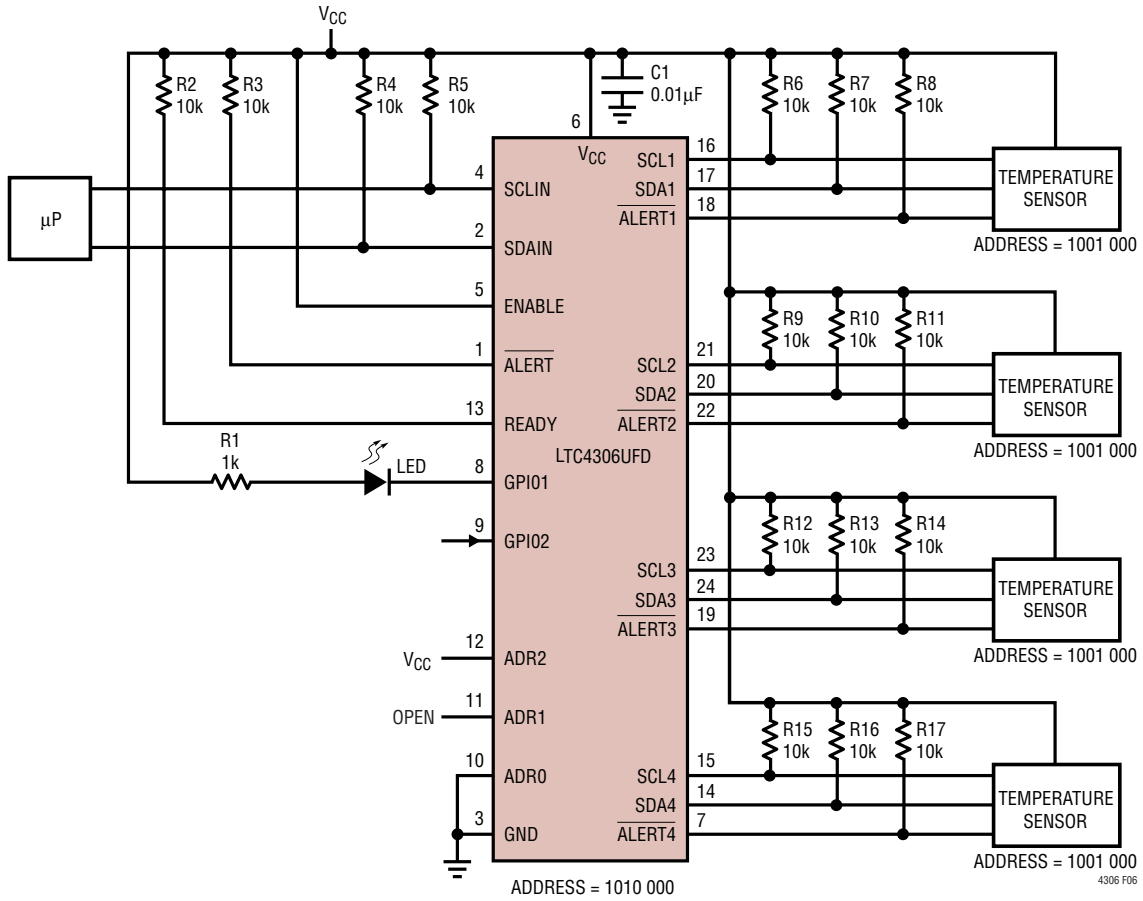 VCC
R2
10k
R3
10k
R4
10k
R5
10k
C1
0.01µF
R6
10k
R7
10k
R8
10k
µP
4
SCLIN
2
SDAIN
5
ENABLE
1
ALERT
13
READY
R1
1k
LED
8
GPIO1
9
GPIO2
VCC
12
ADR2
OPEN
11
ADR1
10
ADR0
3
GND
6
VCC
LTC4306UFD
ADDRESS = 1010 000
SCL1
16
SDA1
17
ALERT1
18
TEMPERATURE
SENSOR
ADDRESS = 1001 000
R9
10k
R10
10k
R11
10k
SCL2
21
SDA2
20
ALERT2
22
TEMPERATURE
SENSOR
ADDRESS = 1001 000
R12
10k
R13
10k
R14
10k
SCL3
23
SDA3
24
ALERT3
19
TEMPERATURE
SENSOR
ADDRESS = 1001 000
R15
10k
R16
10k
R17
10k
SCL4
15
SDA4
14
ALERT4
7
TEMPERATURE
SENSOR
ADDRESS = 1001 000
4306 F06